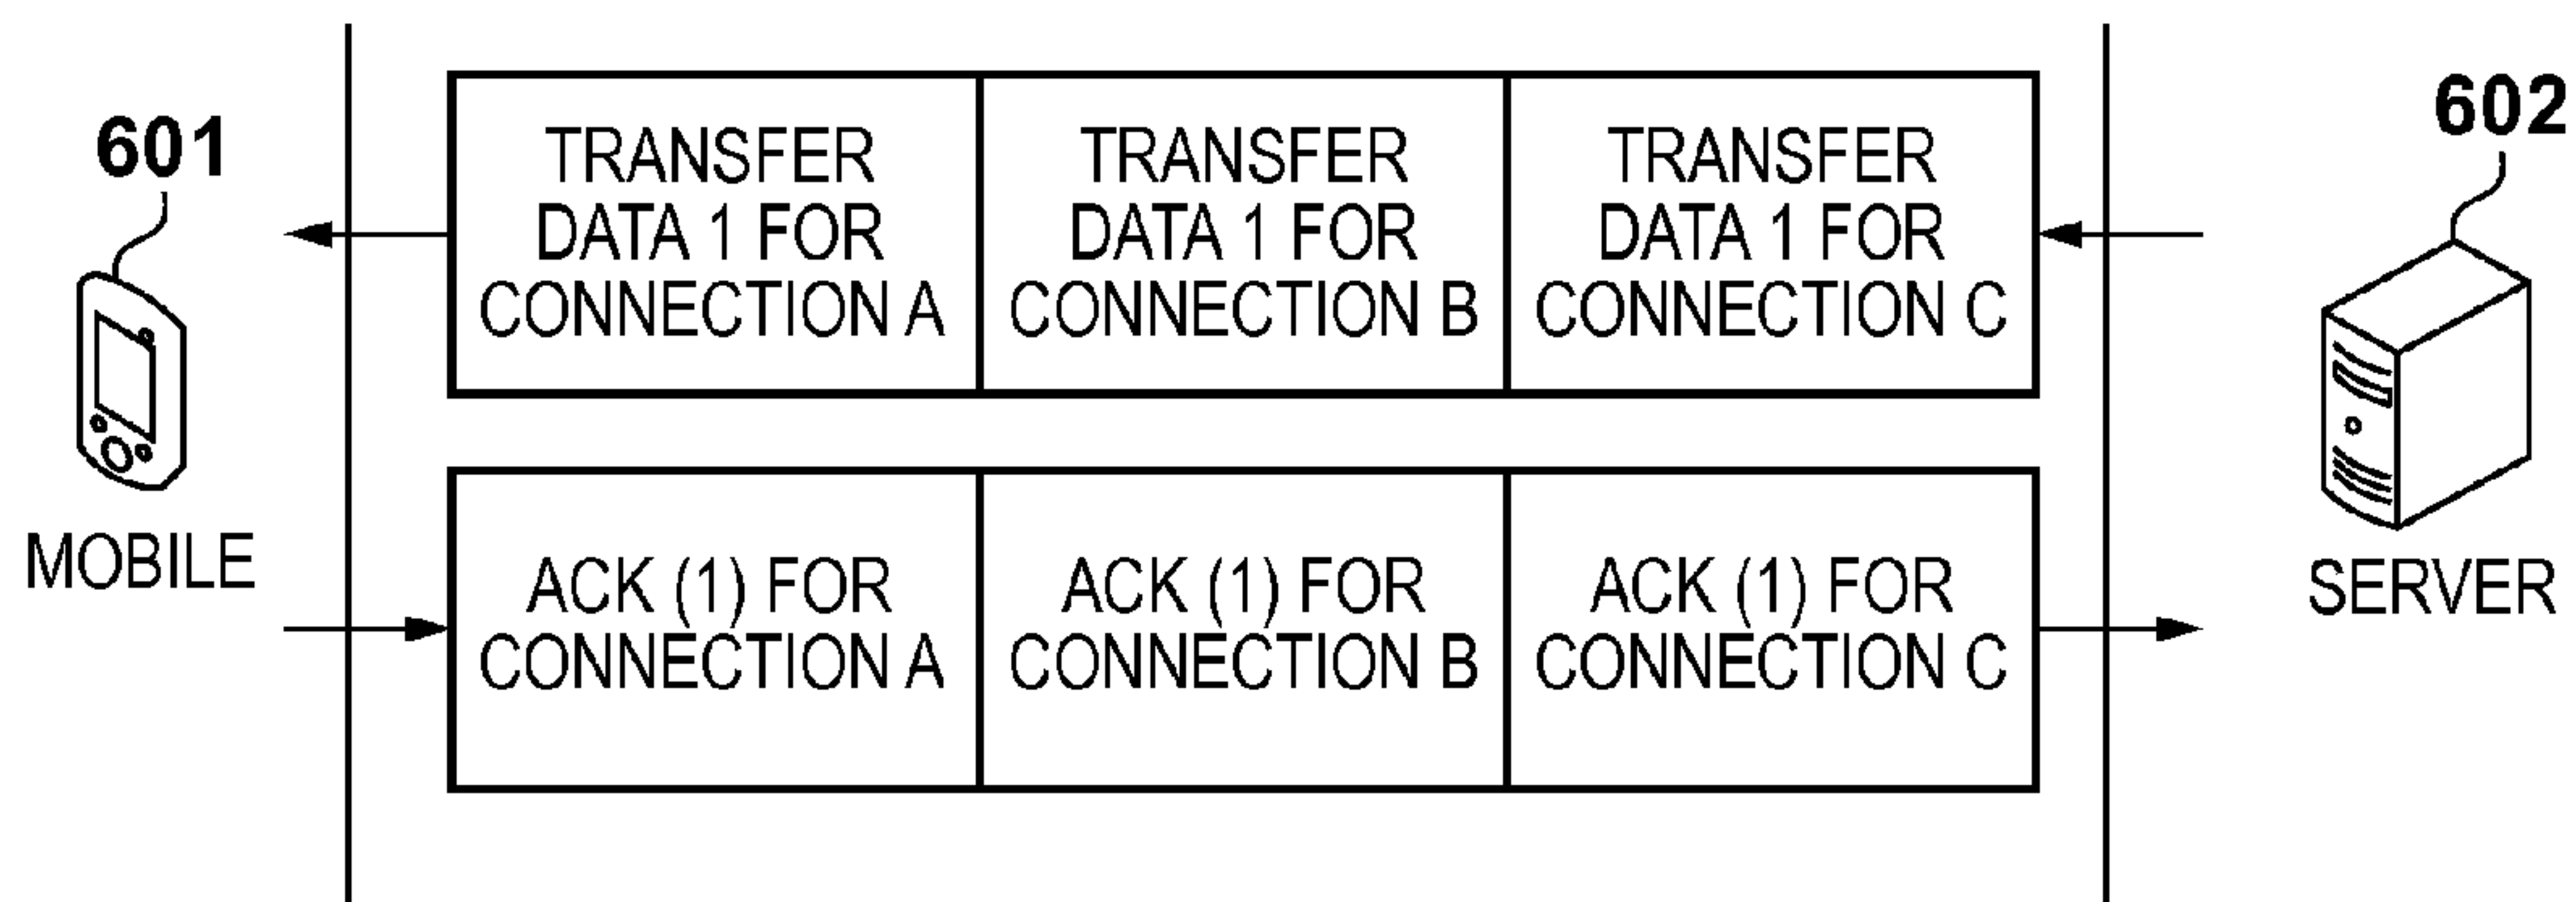 601
602
TRANSFER
DATA 1 FOR
CONNECTION A
TRANSFER
DATA 1 FOR
CONNECTION B
TRANSFER
DATA 1 FOR
CONNECTION C
MOBILE
SERVER
ACK (1) FOR
CONNECTION A
ACK (1) FOR
CONNECTION B
ACK (1) FOR
CONNECTION C